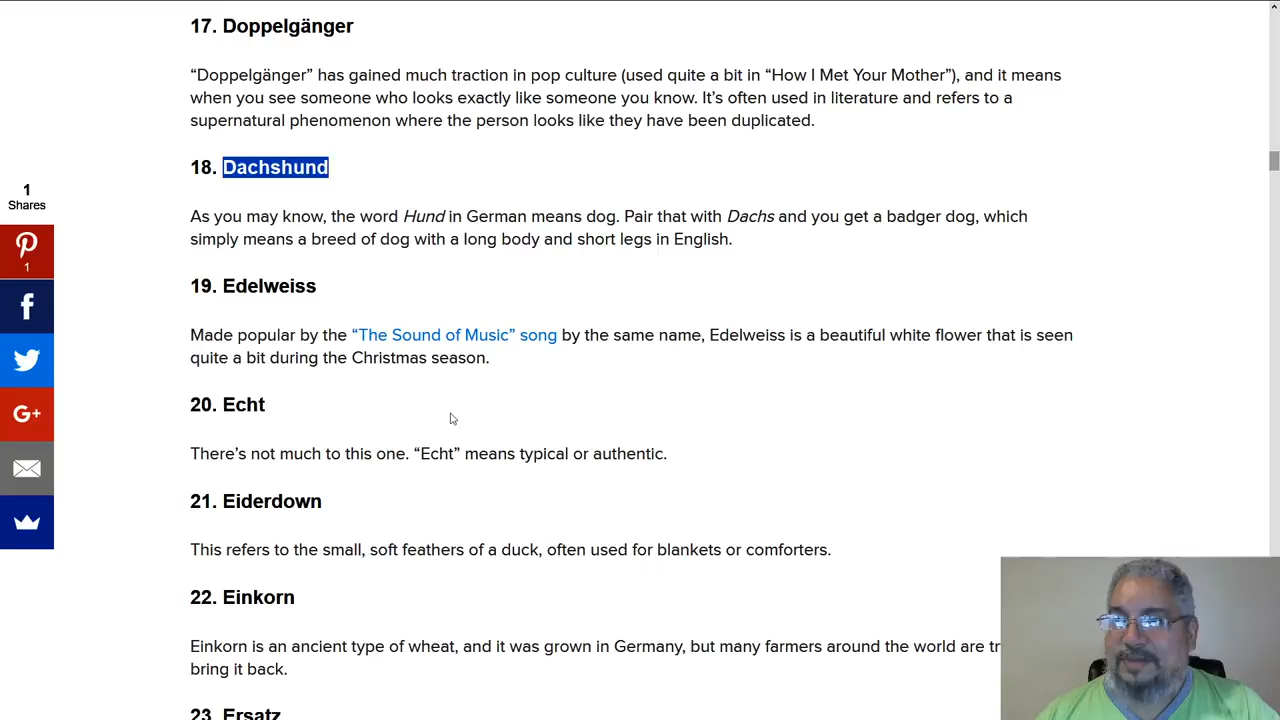 17. Doppelgänger
“Doppelgänger” has gained much traction in pop culture (used quite a bit in “How I Met Your Mother”), and it means
when you see someone who looks exactly like someone you know. It’s often used in literature and refers to a
supernatural phenomenon where the person looks like they have been duplicated.
18. Dachshund
1
Shares
As you may know, the word Hund in German means dog. Pair that with Dachs and you get a badger dog, which
simply means a breed of dog with a long body and short legs in English.
1
19. Edelweiss
Made popular by the “The Sound of Music” song by the same name, Edelweiss is a beautiful white flower that is seen
quite a bit during the Christmas season.
20. Echt
G+
There’s not much to this one. “Echt” means typical or authentic.
21. Eiderdown
This refers to the small, soft feathers of a duck, often used for blankets or comforters.
22. Einkorn
Einkorn is an ancient type of wheat, and it was grown in Germany, but many farmers around the world are
bring it back.
23. Ersatz